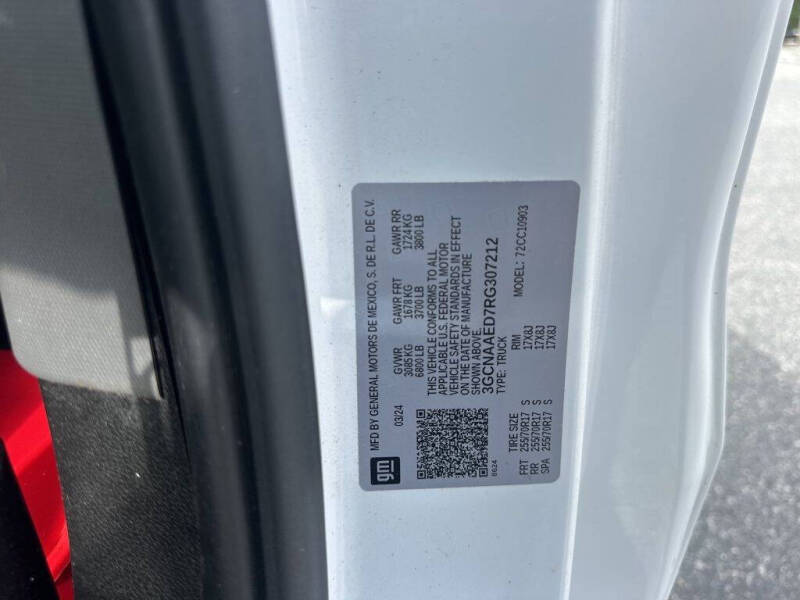 gm MFD BY GENERAL MOTORS DE MEXICO, S. DE R.L. DE C.V.
03/24 GVWR GAWR FRT GAWR RR
3085 KG 1678 KG 1724 KG
6800 LB 3700 LB 3800 LB
THIS VEHICLE CONFORMS TO ALL
APPLICABLE U.S. FEDERAL MOTOR
VEHICLE SAFETY STANDARDS IN EFFECT
ON THE DATE OF MANUFACTURE
SHOWN ABOVE.
3GCNAAED7RG307212
8624 TYPE: TRUCK MODEL: 72CC10903
TIRE SIZE RIM
FRT 255/70R17 S 17X8J
RR 255/70R17 S 17X8J
SPA 255/70R17 S 17X8J